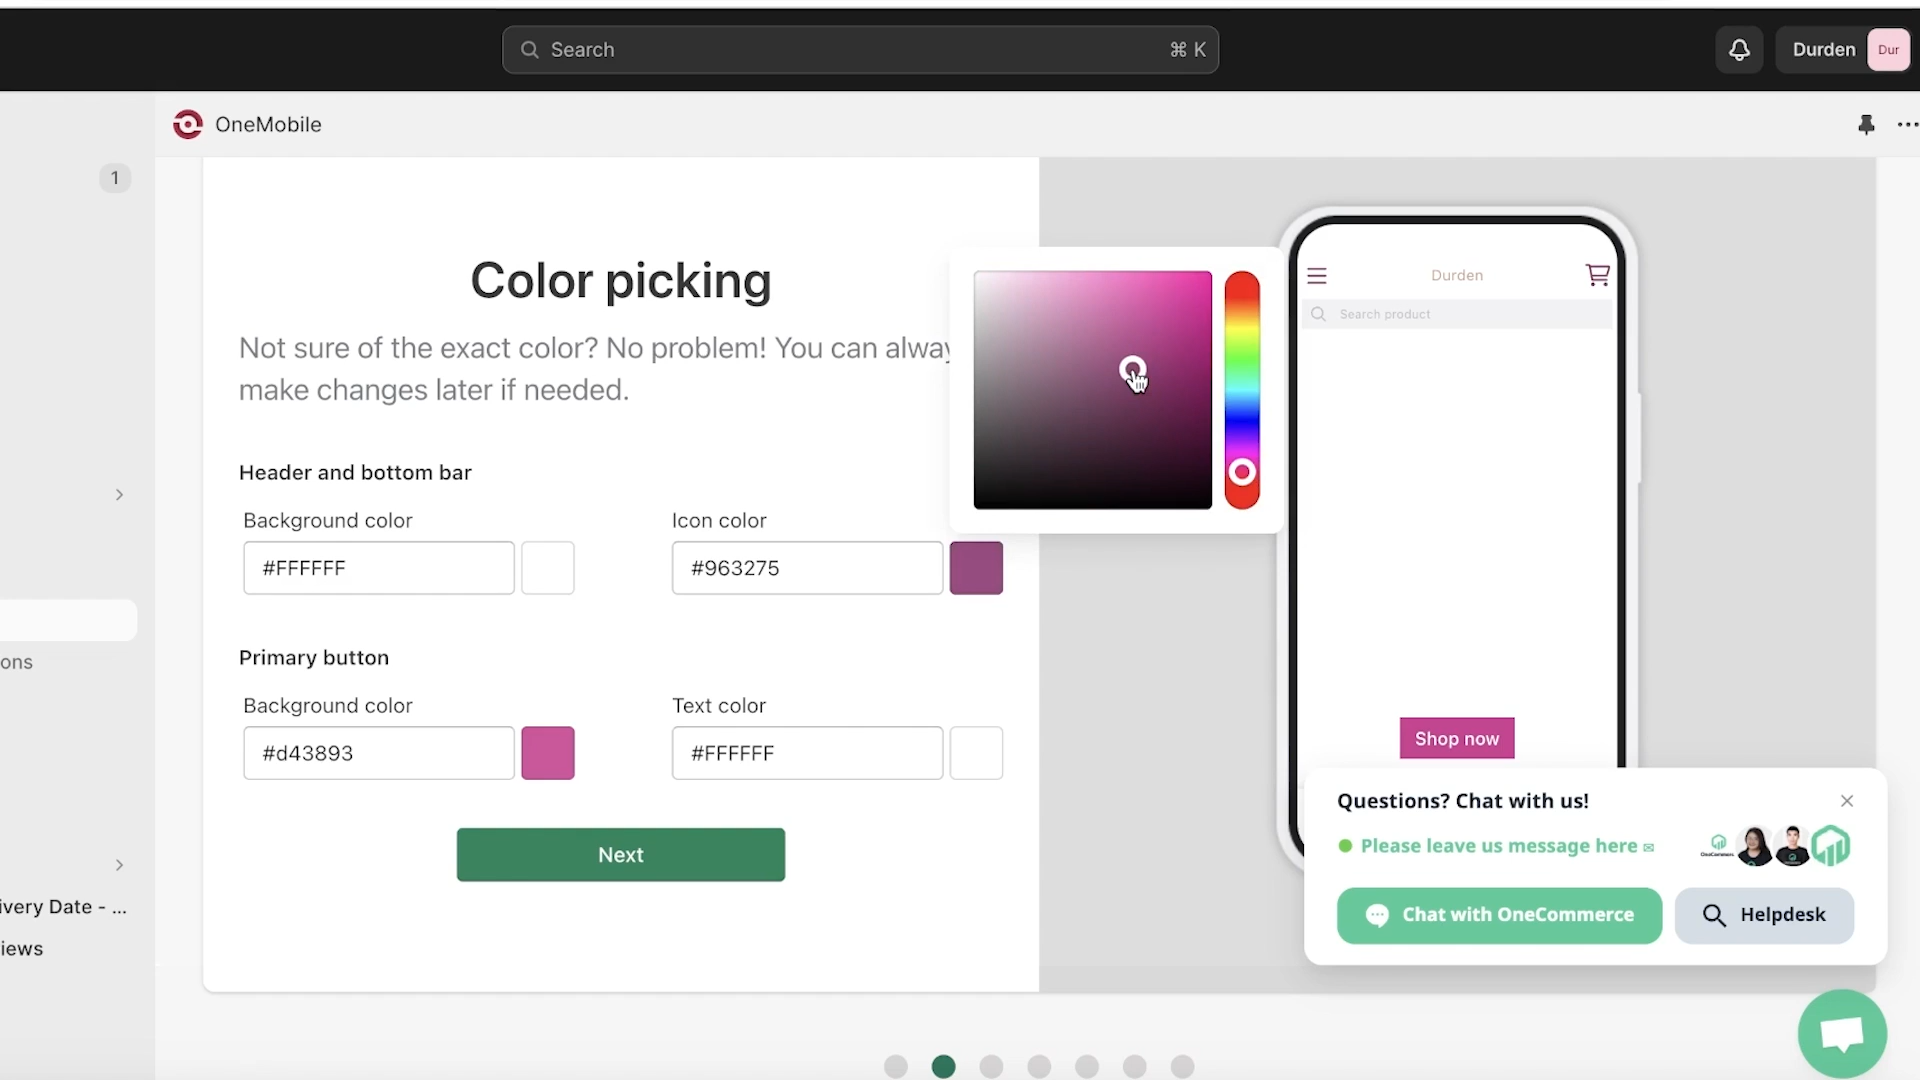 Search
⌘ K
Durden
Dur
OneMobile
1
Color picking
Not sure of the exact color? No problem! You can alway
make changes later if needed.
Header and bottom bar
Background color
Icon color
#FFFFFF
#963275
Primary button
Background color
Text color
#d43893
#FFFFFF
Next
Durden
Search product
Shop now
Questions? Chat with us!
Please leave us message here
OneCommerce
Chat with OneCommerce
Helpdesk
ons
ivery Date - ...
iews